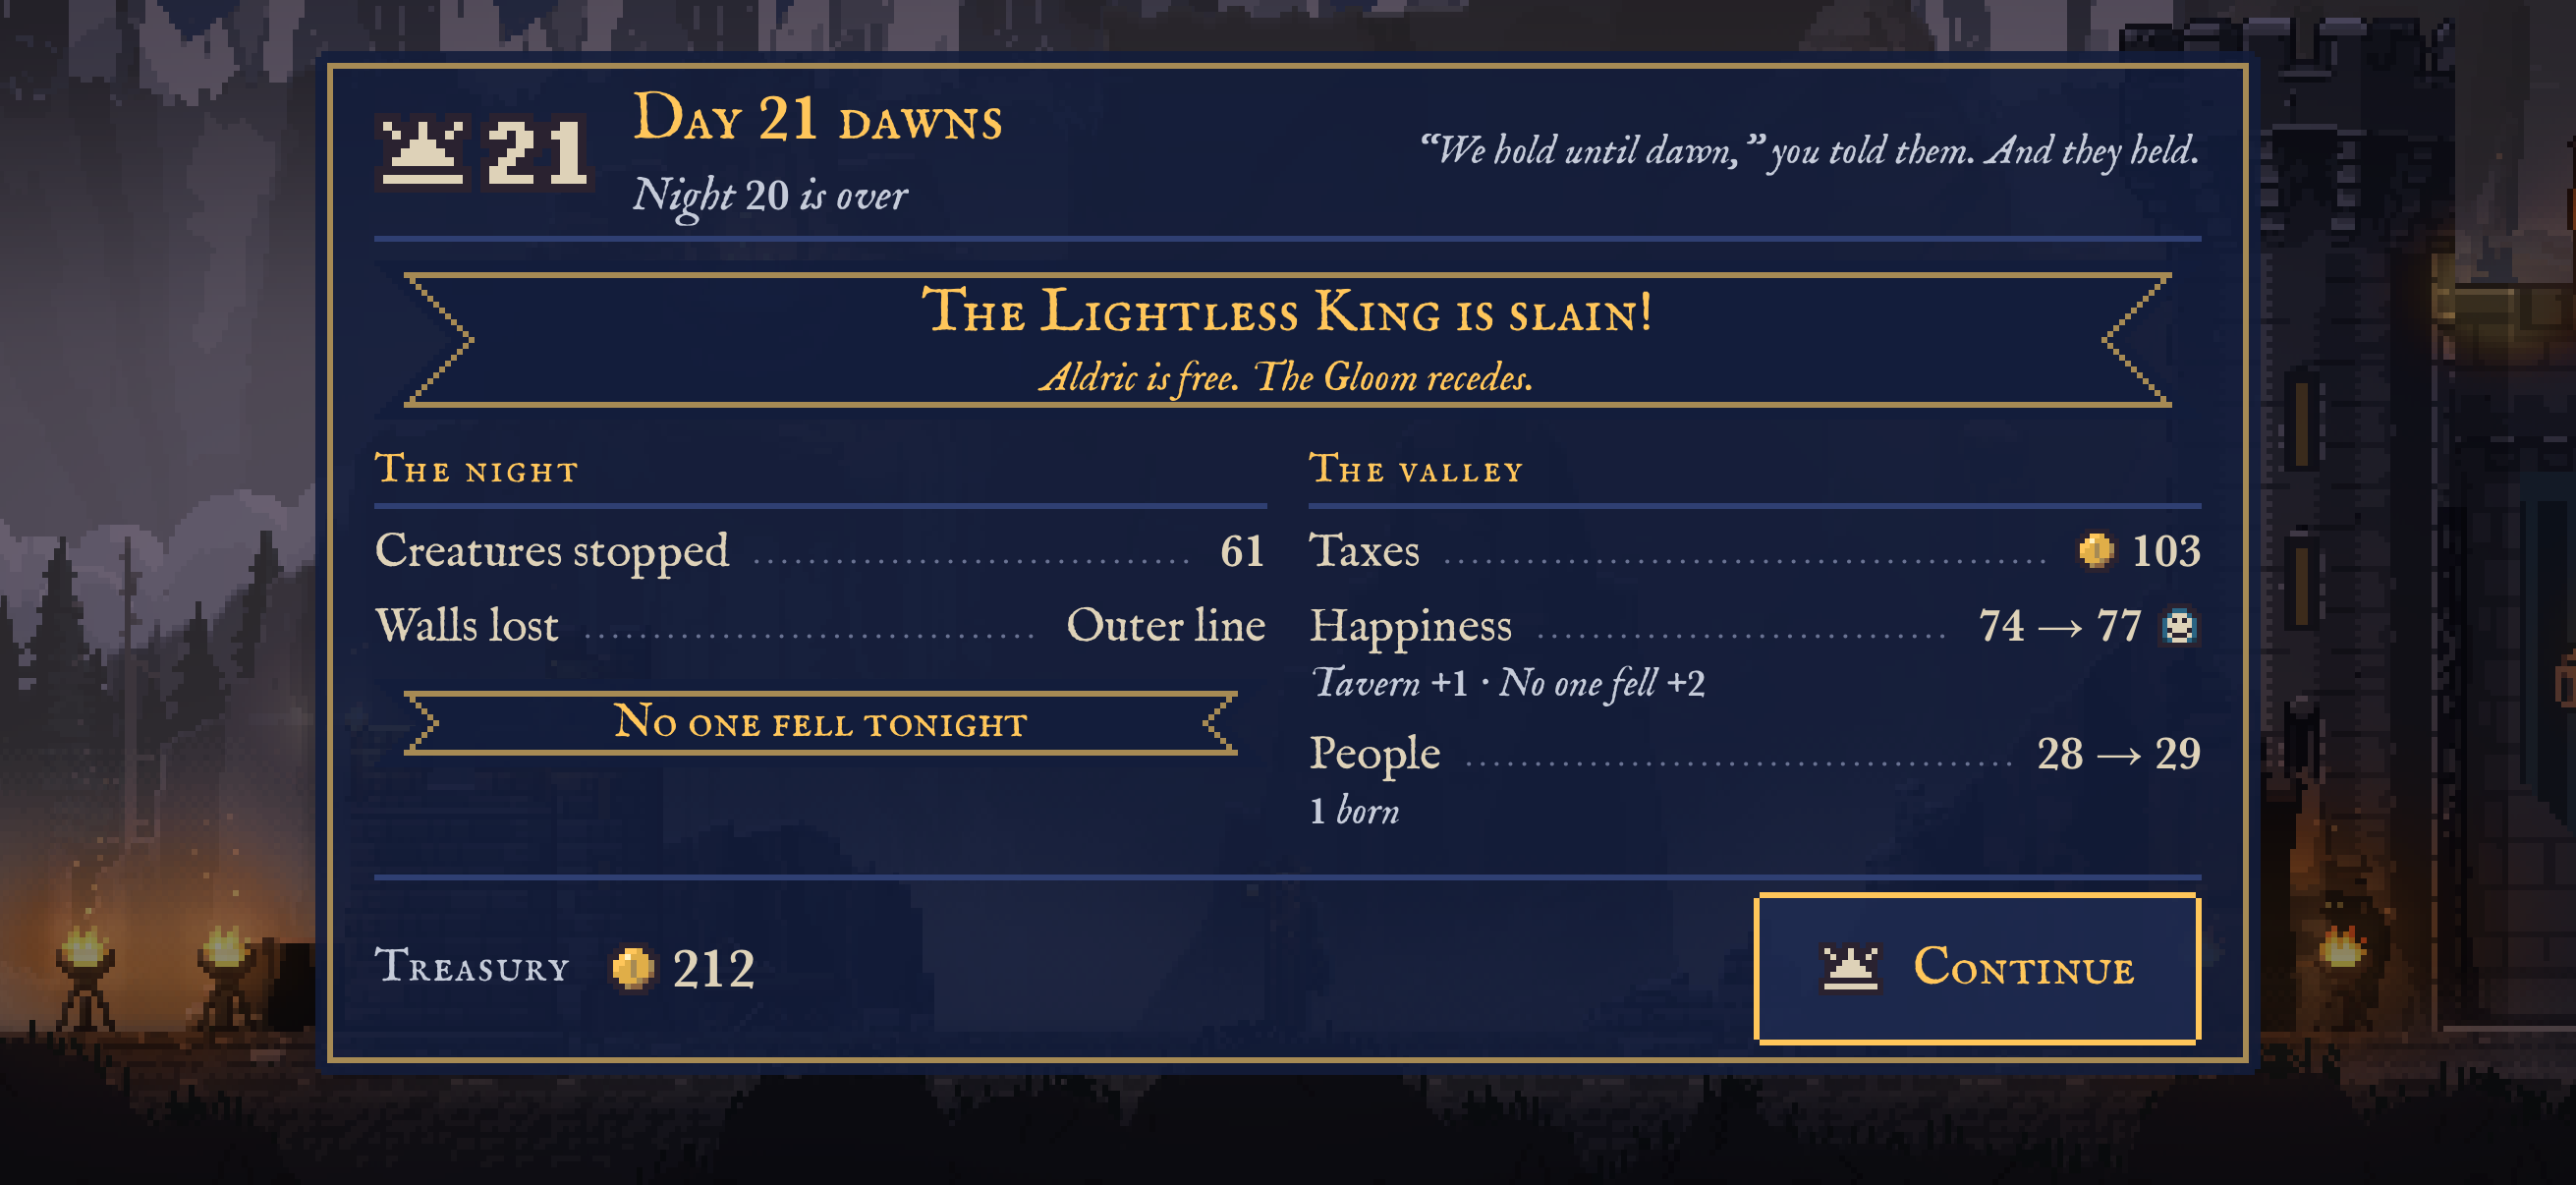 21
Day 21 dawns
Night 20 is over
“We hold until dawn,” you told them. And they held.
The Lightless King is slain!
Aldric is free. The Gloom recedes.
The night
Creatures stopped 61
Walls lost Outer line
No one fell tonight
The valley
Taxes 103
Happiness 74 → 77
Tavern +1 · No one fell +2
People 28 → 29
1 born
Treasury 212
Continue